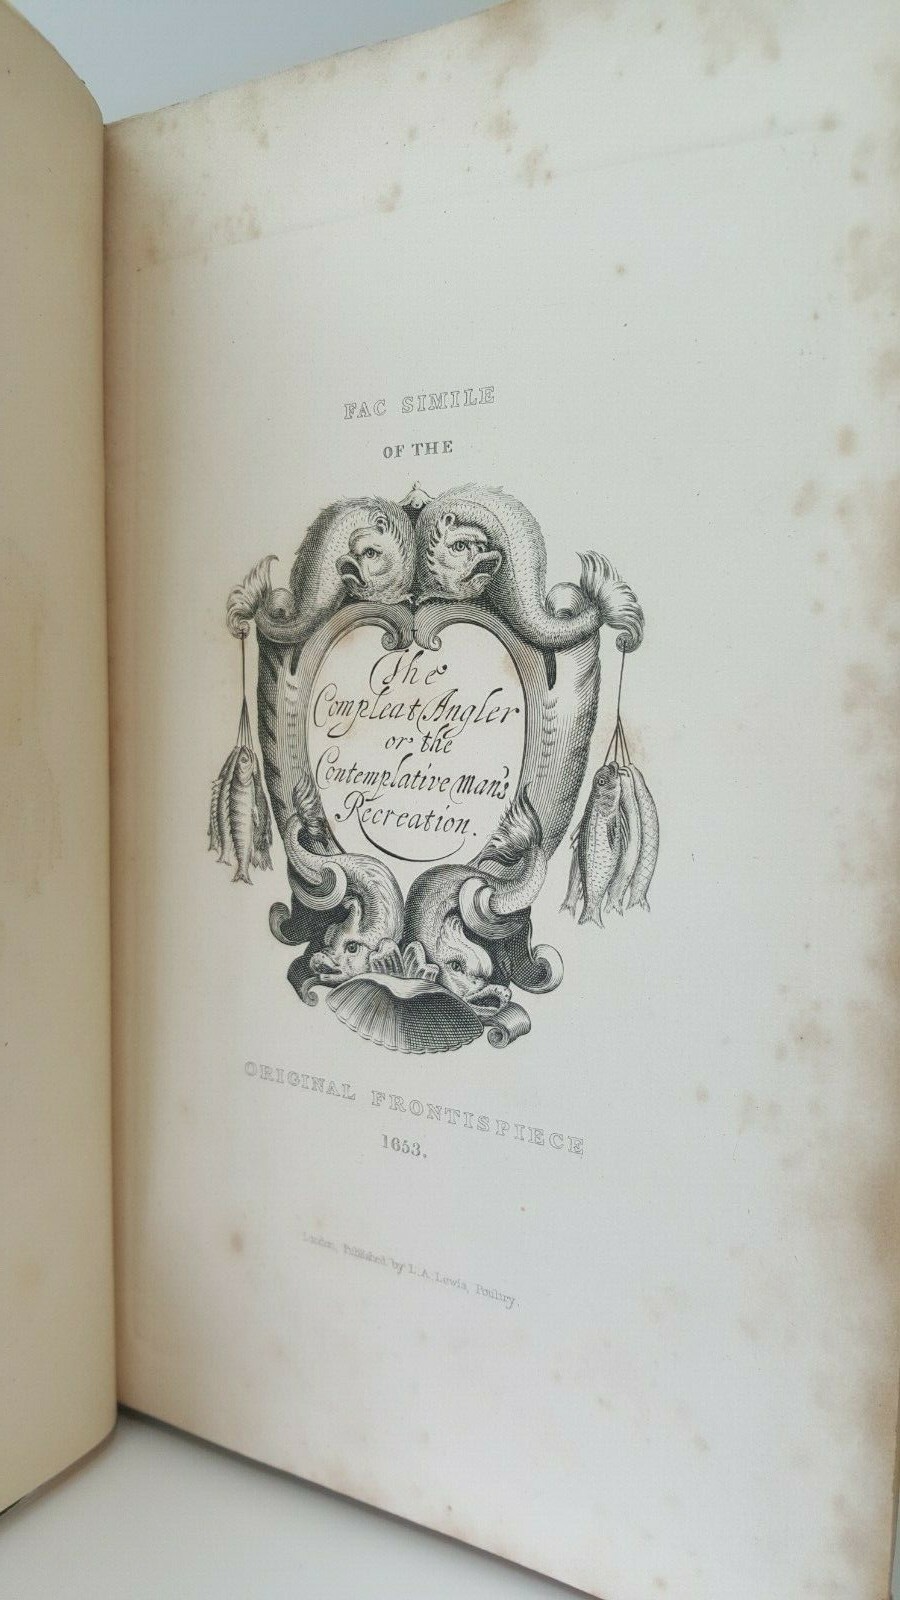 FAC SIMILE
OF THE
The
Compleat Angler
or the
Contemplative man's
Recreation.
ORIGINAL FRONTISPIECE
1653.
London, Published by L. A. Lewis, Poultry.